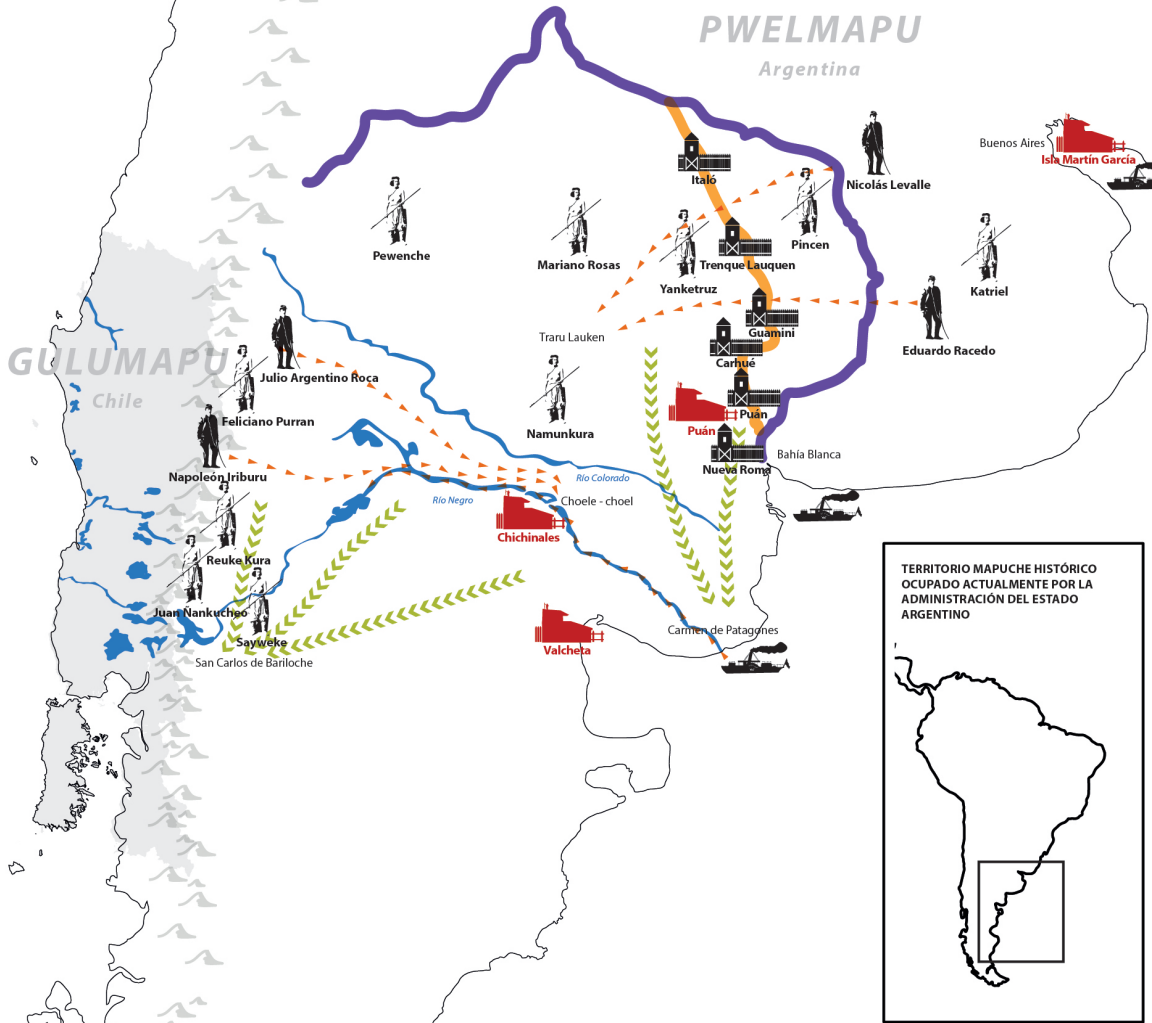 PWELMAPU
Argentina
Buenos Aires
Isla Martín García
Italó
Nicolás Levalle
Pewenche
Mariano Rosas
Pincen
Trenque Lauquen
Yanketruz
Katriel
Guamini
Traru Lauken
Eduardo Racedo
Carhué
GULUMAPU
Chile
Julio Argentino Roca
Feliciano Purran
Puán
Puán
Namunkura
Bahía Blanca
Nueva Roma
Napoleón Iriburu
Río Colorado
Río Negro
Choele - choel
Chichinales
Reuke Kura
Juan Ñankucheo
Sayweke
San Carlos de Bariloche
Valcheta
Carmen de Patagones
TERRITORIO MAPUCHE HISTÓRICO
OCUPADO ACTUALMENTE POR LA
ADMINISTRACIÓN DEL ESTADO
ARGENTINO